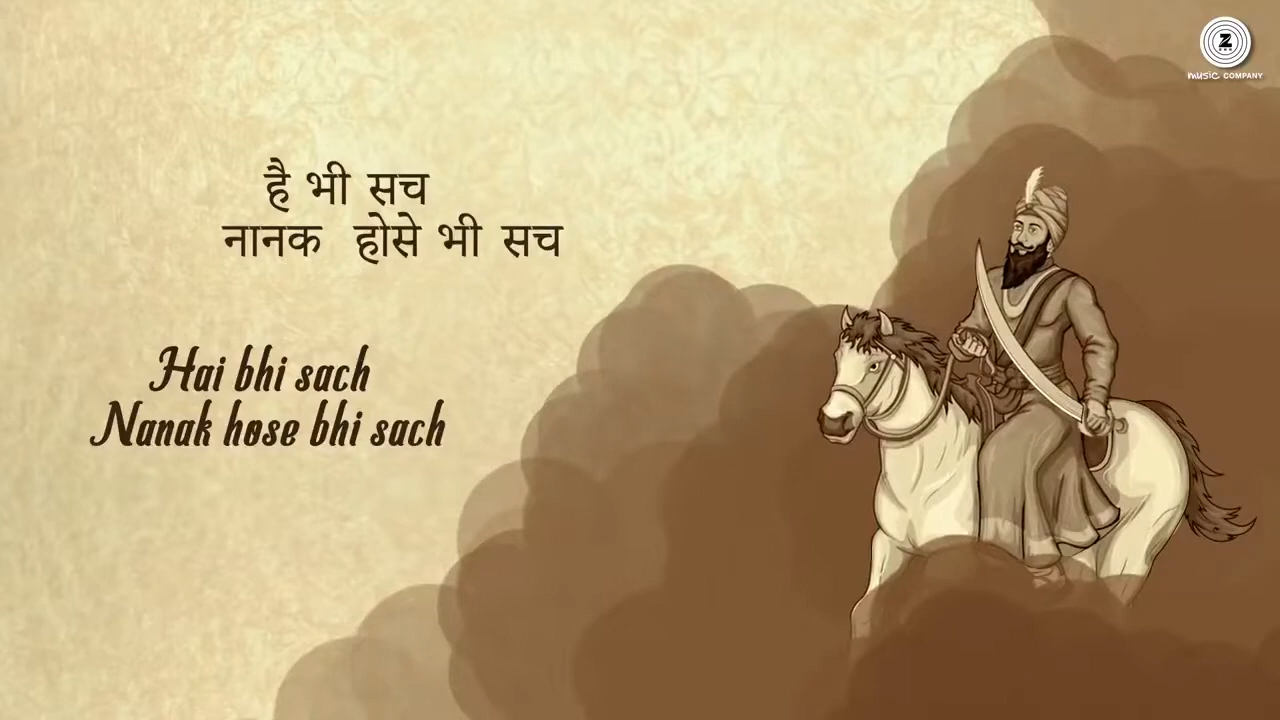 है भी सच
नानक होसे भी सच
Hai bhi sach
Nanak hose bhi sach
Z
music COMPANY